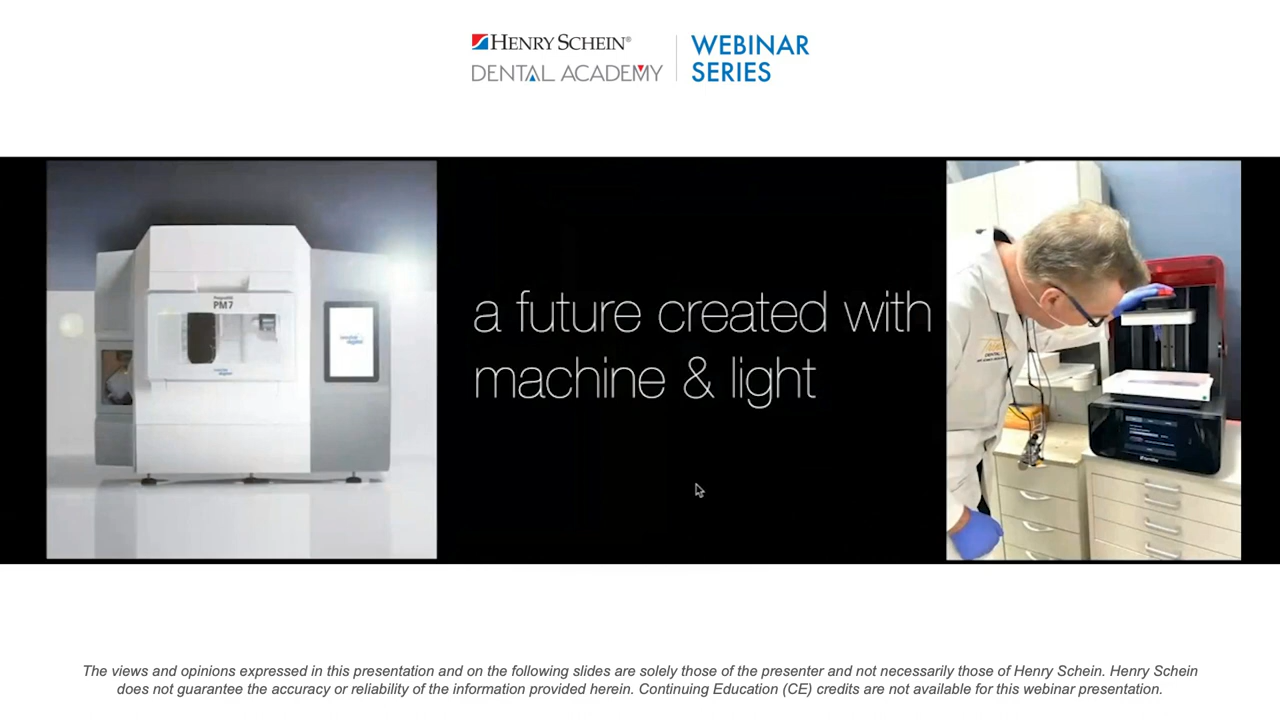 HENRY SCHEIN®
DENTAL ACADEMY
WEBINAR
SERIES
PM7
a future created with
machine & light
The views and opinions expressed in this presentation and on the following slides are solely those of the presenter and not necessarily those of Henry Schein. Henry Schein
does not guarantee the accuracy or reliability of the information provided herein. Continuing Education (CE) credits are not available for this webinar presentation.